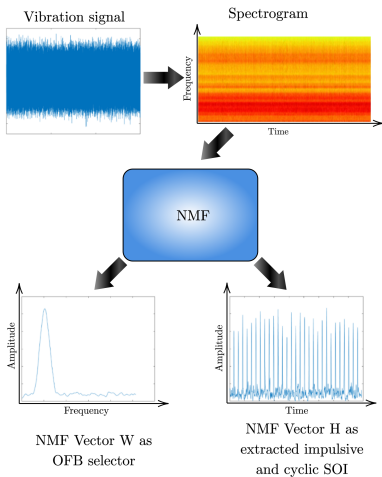 Vibration signal
Spectrogram
Frequency
Time
NMF
Amplitude
Frequency
Amplitude
Time
NMF Vector W as
OFB selector
NMF Vector H as
extracted impulsive
and cyclic SOI